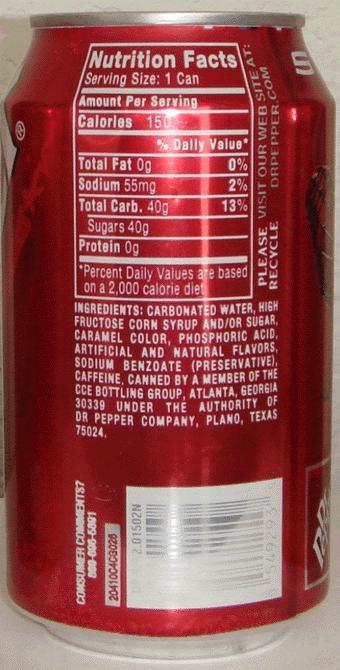 Nutrition Facts
Serving Size: 1 Can
Amount Per Serving
Calories 150
% Daily Value*
Total Fat 0g 0%
Sodium 55mg 2%
Total Carb. 40g 13%
Sugars 40g
Protein 0g
*Percent Daily Values are based
on a 2,000 calorie diet
PLEASE RECYCLE
VISIT OUR WEB SITE AT:
DRPEPPER.COM
INGREDIENTS: CARBONATED WATER, HIGH
FRUCTOSE CORN SYRUP AND/OR SUGAR,
CARAMEL COLOR, PHOSPHORIC ACID,
ARTIFICIAL AND NATURAL FLAVORS,
SODIUM BENZOATE (PRESERVATIVE),
CAFFEINE, CANNED BY A MEMBER OF THE
CCE BOTTLING GROUP, ATLANTA, GEORGIA
30339 UNDER THE AUTHORITY OF
DR PEPPER COMPANY, PLANO, TEXAS
75024.
CONSUMER COMMENTS?
20410C4C3026
2.01502N
®